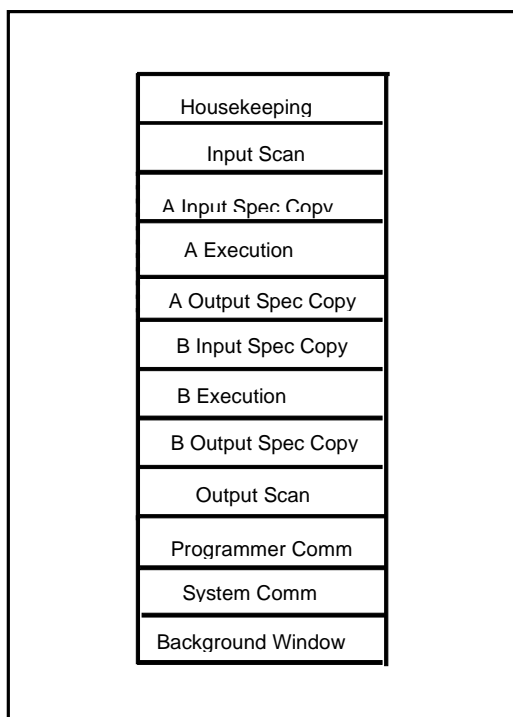 Housekeeping
Input Scan
A Input Spec Copy
A Execution
A Output Spec Copy
B Input Spec Copy
B Execution
B Output Spec Copy
Output Scan
Programmer Comm
System Comm
Background Window